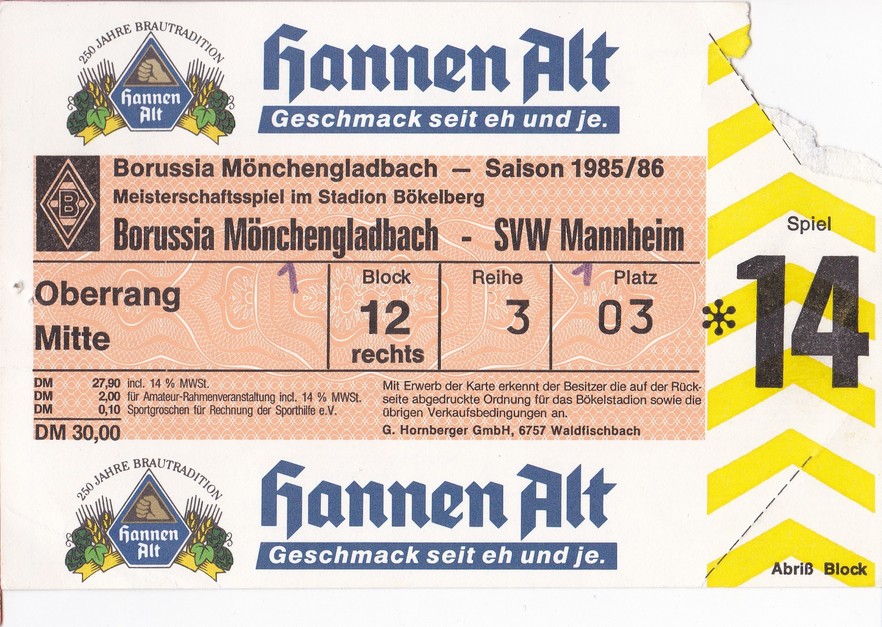 250 JAHRE BRAUTRADITION
Hannen
Alt
Hannen Alt
Geschmack seit eh und je.
B
Borussia Mönchengladbach — Saison 1985/86
Meisterschaftsspiel im Stadion Bökelberg
Borussia Mönchengladbach - SVW Mannheim
Oberrang
Mitte
1
Block
12
rechts
Reihe
3
1 Platz
03
DM 27,90 incl. 14 % MWSt.
DM 2,00 für Amateur-Rahmenveranstaltung incl. 14 % MWSt.
DM 0,10 Sportgroschen für Rechnung der Sporthilfe e.V.
DM 30,00
Mit Erwerb der Karte erkennt der Besitzer die auf der Rück-
seite abgedruckte Ordnung für das Bökelstadion sowie die
übrigen Verkaufsbedingungen an.
G. Hornberger GmbH, 6757 Waldfischbach
Spiel
*14
250 JAHRE BRAUTRADITION
Hannen
Alt
Hannen Alt
Geschmack seit eh und je.
Abriß Block